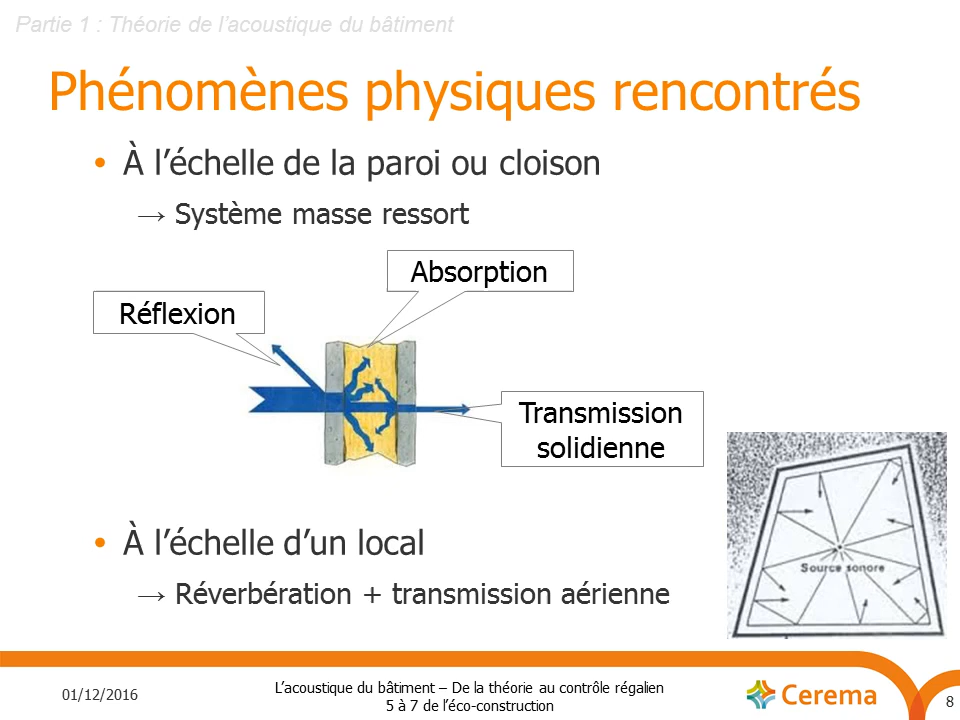 Partie 1 : Théorie de l’acoustique du bâtiment
Phénomènes physiques rencontrés
• À l’échelle de la paroi ou cloison
→ Système masse ressort
Absorption
Réflexion
Transmission
solidienne
Source sonore
• À l’échelle d’un local
→ Réverbération + transmission aérienne
01/12/2016
L’acoustique du bâtiment – De la théorie au contrôle régalien
5 à 7 de l’éco-construction
Cerema
8